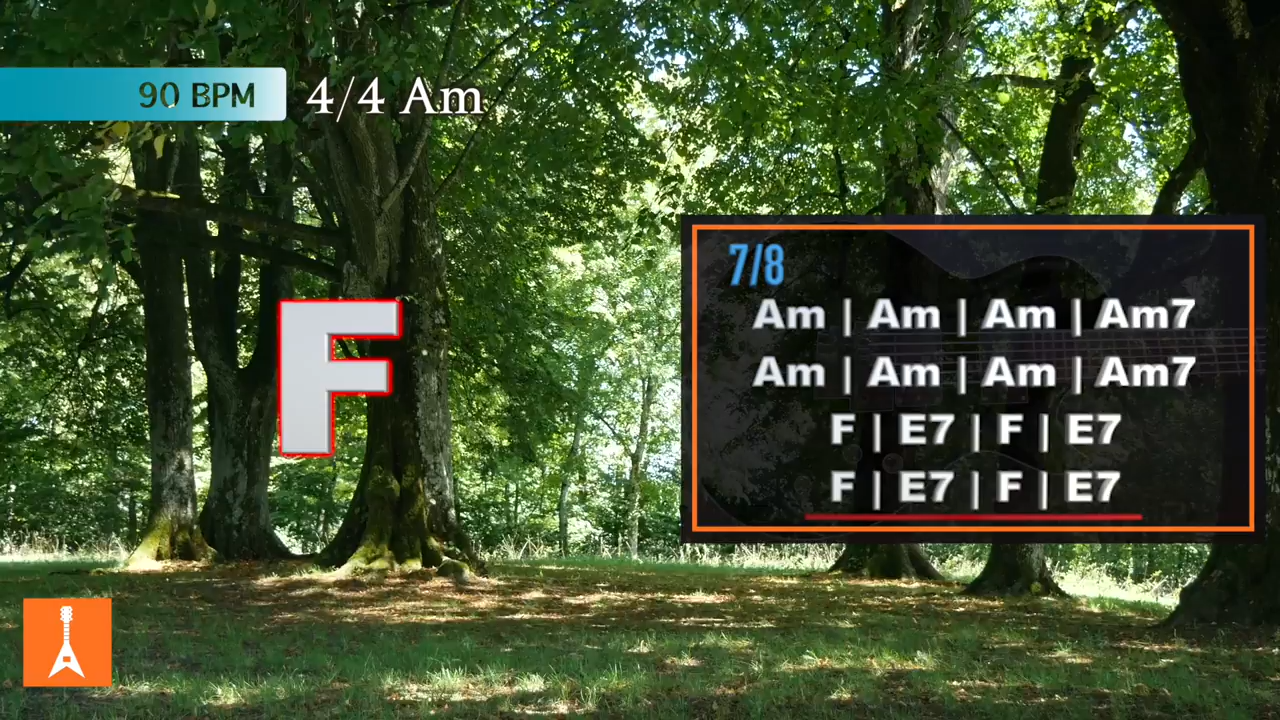 90 BPM 4/4 Am
F
7/8
Am | Am | Am | Am7
Am | Am | Am | Am7
F | E7 | F | E7
F | E7 | F | E7